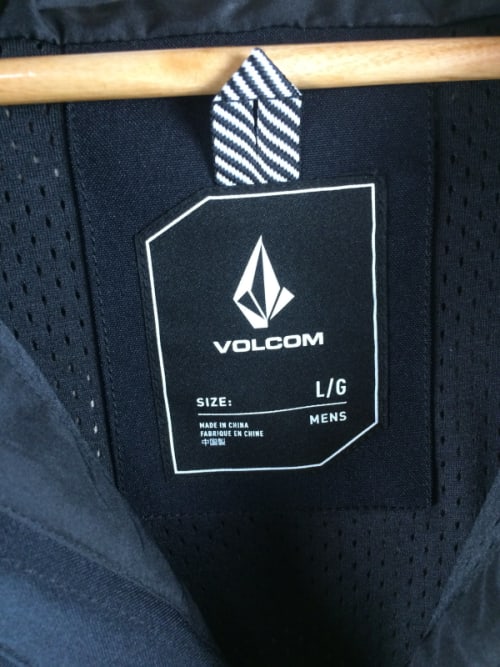 VOLCOM
SIZE: L/G
MENS
MADE IN CHINA
FABRIQUE EN CHINE
中国製